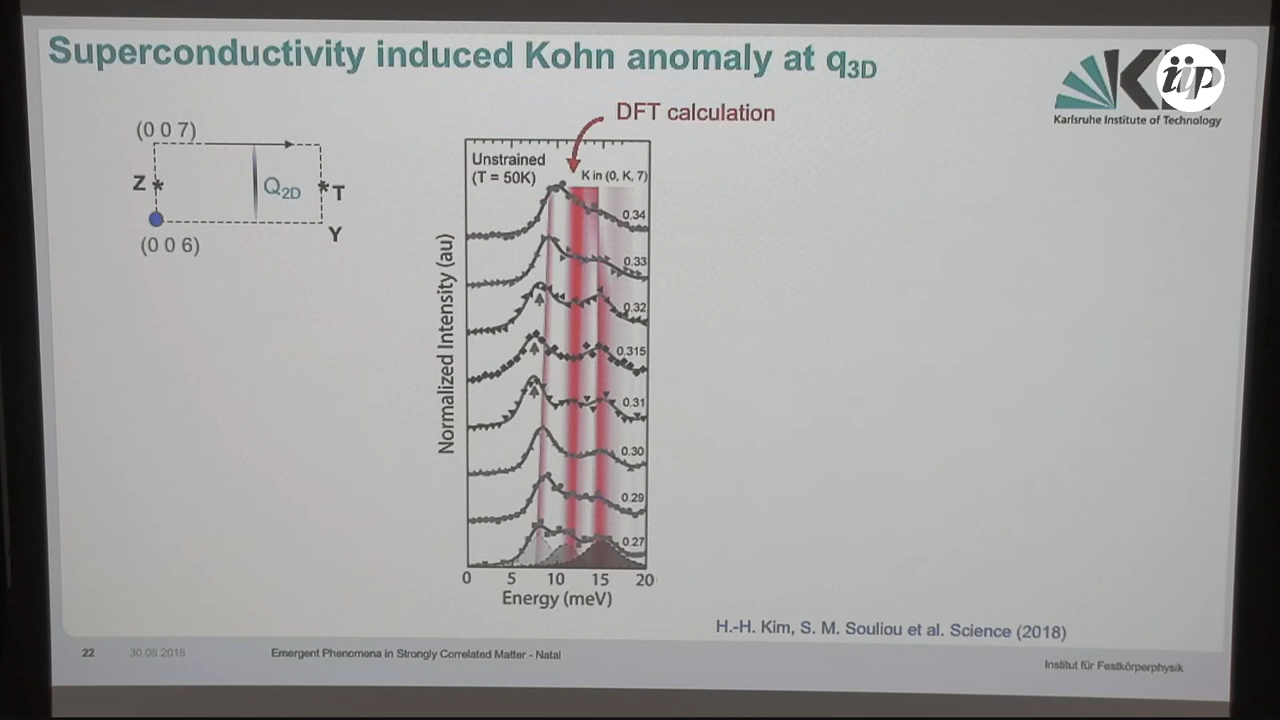 Superconductivity induced Kohn anomaly at q3D
iip
Karlsruhe Institute of Technology
DFT calculation
(0 0 7)
Z
Q2D
T
(0 0 6)
Y
Unstrained
(T = 50K)
K in (0, K, 7)
0.34
0.33
0.32
0.315
0.31
0.30
0.29
0.27
Normalized Intensity (au)
0 5 10 15 20
Energy (meV)
H.-H. Kim, S. M. Souliou et al. Science (2018)
22 30.08.2018 Emergent Phenomena in Strongly Correlated Matter - Natal
Institut für Festkörperphysik